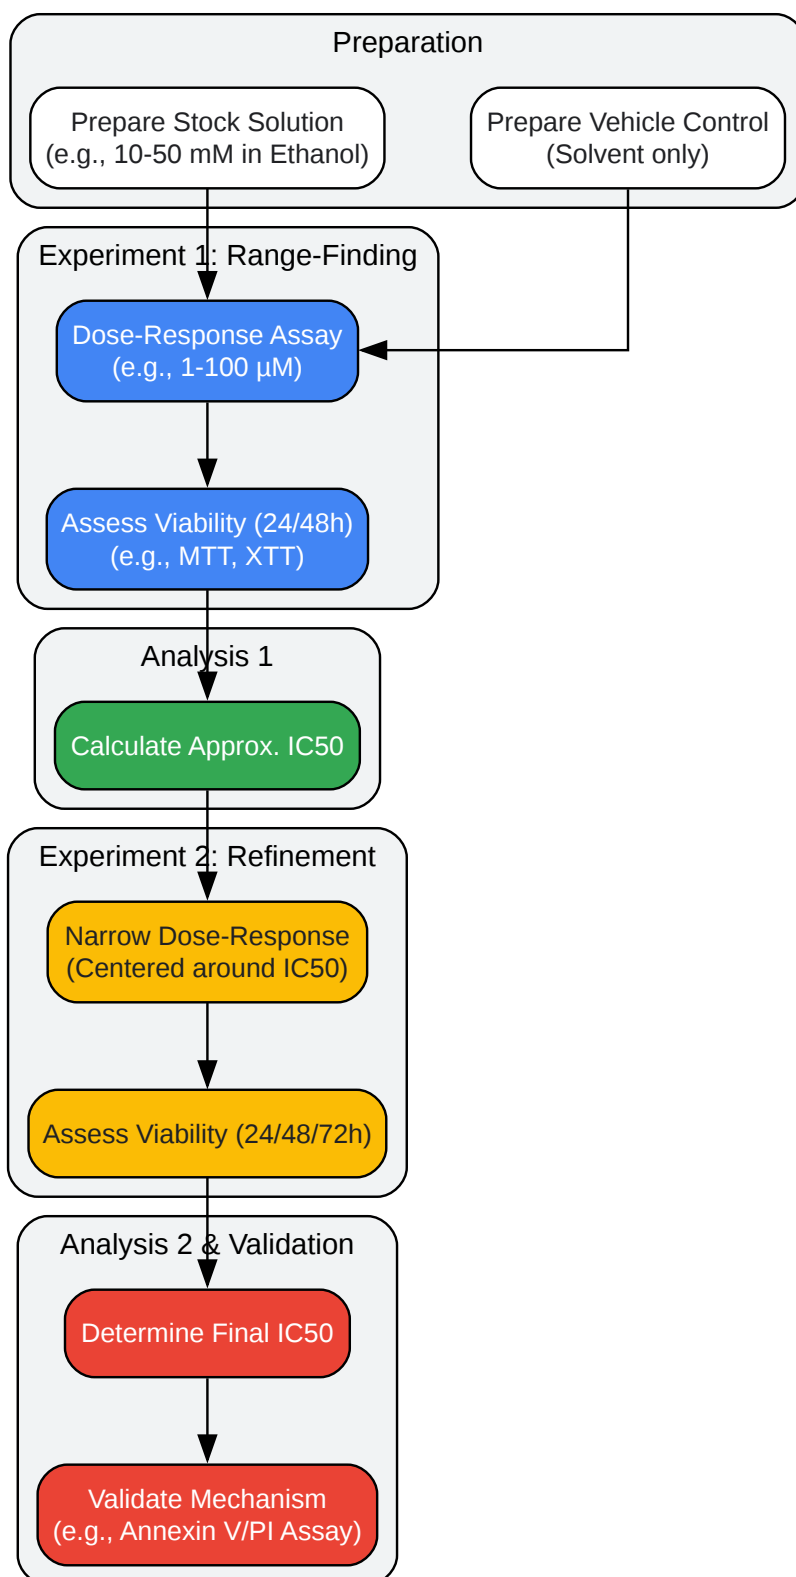 Preparation
Prepare Stock Solution
(e.g., 10-50 mM in Ethanol)
Prepare Vehicle Control
(Solvent only)
Experiment 1: Range-Finding
Dose-Response Assay
(e.g., 1-100 µM)
Assess Viability (24/48h)
(e.g., MTT, XTT)
Analysis 1
Calculate Approx. IC50
Experiment 2: Refinement
Narrow Dose-Response
(Centered around IC50)
Assess Viability (24/48/72h)
Analysis 2 & Validation
Determine Final IC50
Validate Mechanism
(e.g., Annexin V/PI Assay)